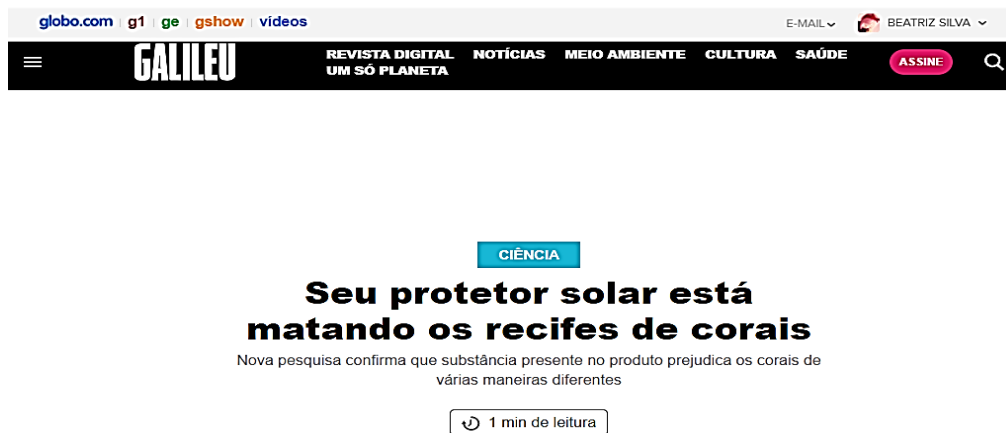 globo.com g1 ge gshow vídeos E-MAIL BEATRIZ SILVA
GALILEU REVISTA DIGITAL NOTÍCIAS MEIO AMBIENTE CULTURA SAÚDE ASSINE
UM SÓ PLANETA
CIÊNCIA
Seu protetor solar está
matando os recifes de corais
Nova pesquisa confirma que substância presente no produto prejudica os corais de
várias maneiras diferentes
1 min de leitura